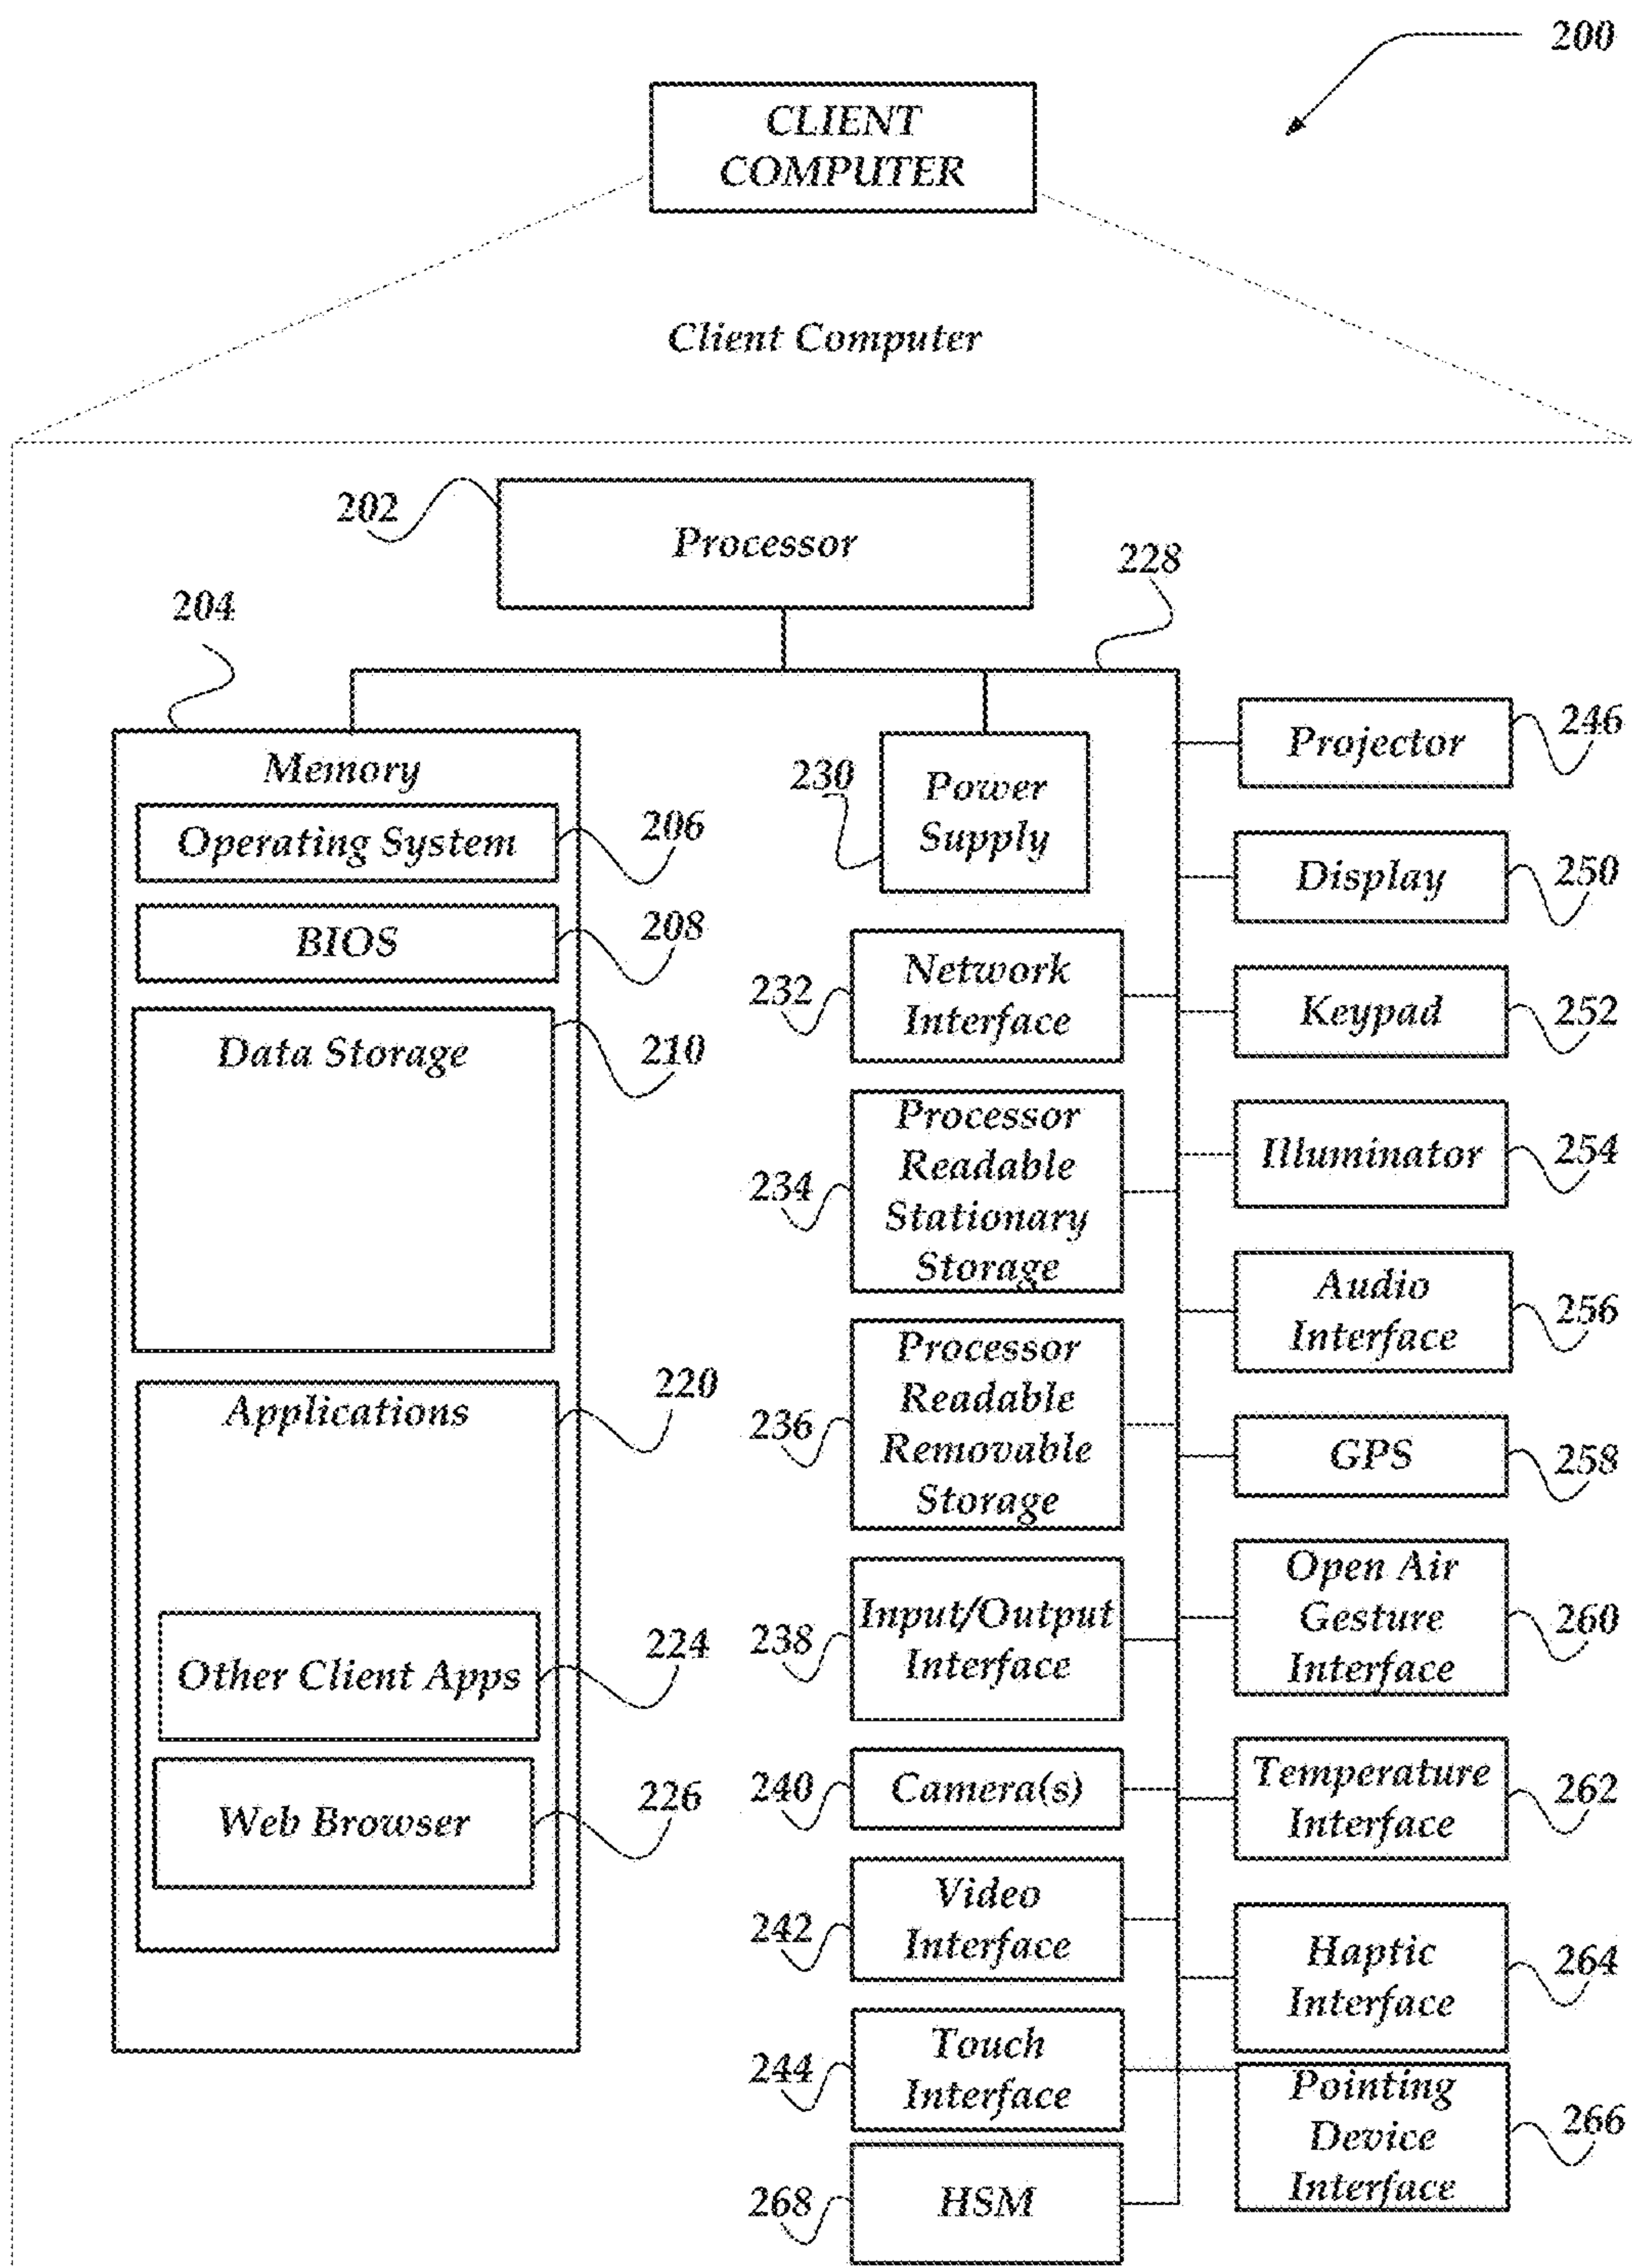 200
CLIENT
COMPUTER
Client Computer
202
Processor
228
204
Memory
Operating System
206
BIOS
208
Data Storage
210
Applications
220
Other Client Apps
224
Web Browser
226
230
Power
Supply
232
Network
Interface
234
Processor
Readable
Stationary
Storage
236
Processor
Readable
Removable
Storage
238
Input/Output
Interface
240
Camera(s)
242
Video
Interface
244
Touch
Interface
268
HSM
Projector
246
Display
250
Keypad
252
Illuminator
254
Audio
Interface
256
GPS
258
Open Air
Gesture
Interface
260
Temperature
Interface
262
Haptic
Interface
264
Pointing
Device
Interface
266